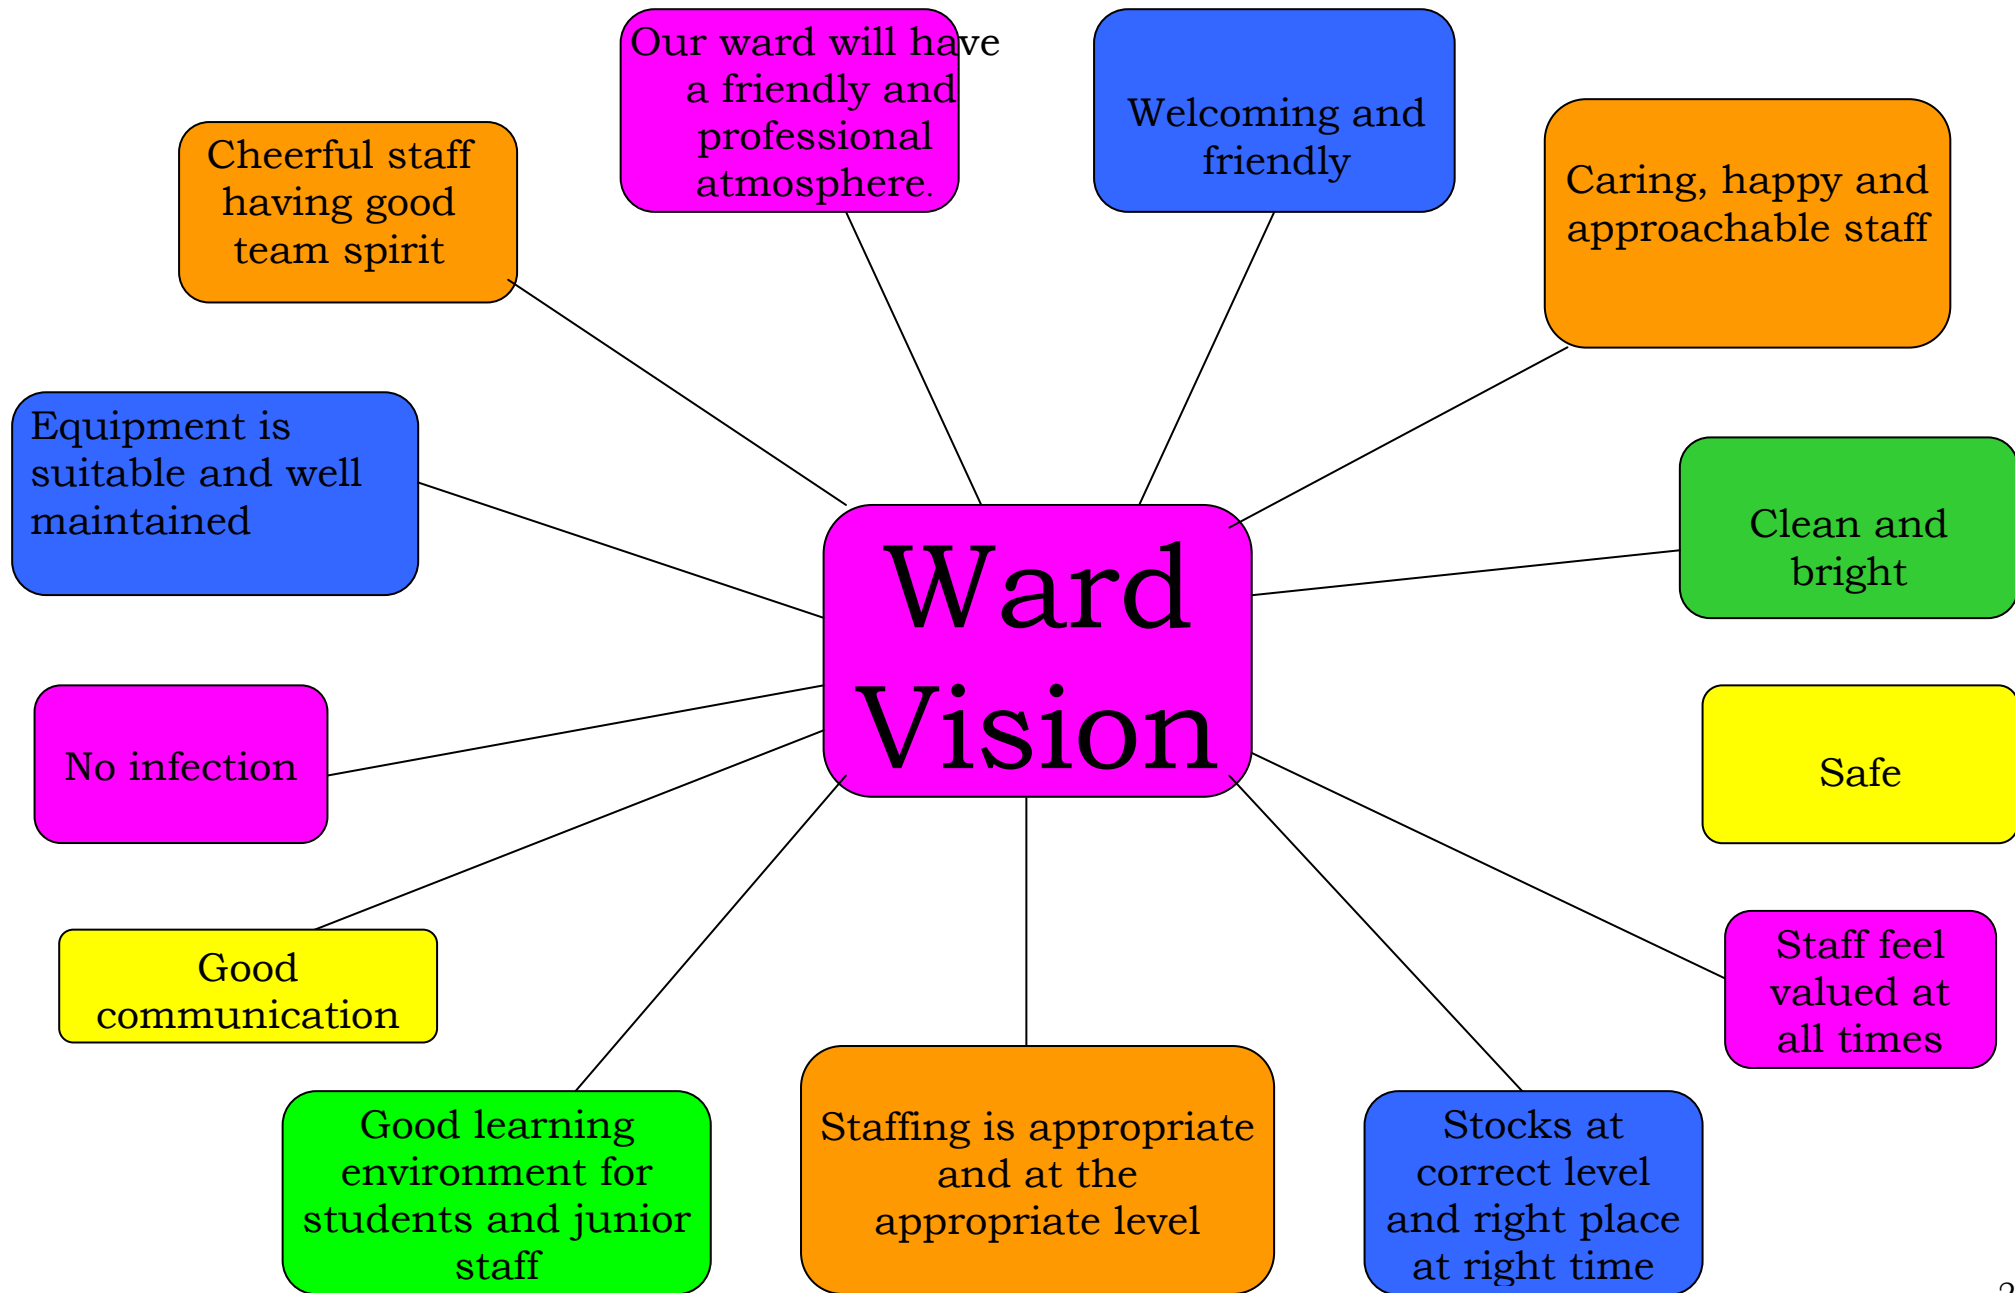 Our ward will have
a friendly and
professional
atmosphere.
Welcoming and
friendly
Caring, happy and
approachable staff
Cheerful staff
having good
team spirit
Equipment is
suitable and well
maintained
Clean and
bright
Ward
Vision
No infection
Safe
Good
communication
Staff feel
valued at
all times
Good learning
environment for
students and junior
staff
Staffing is appropriate
and at the
appropriate level
Stocks at
correct level
and right place
at right time